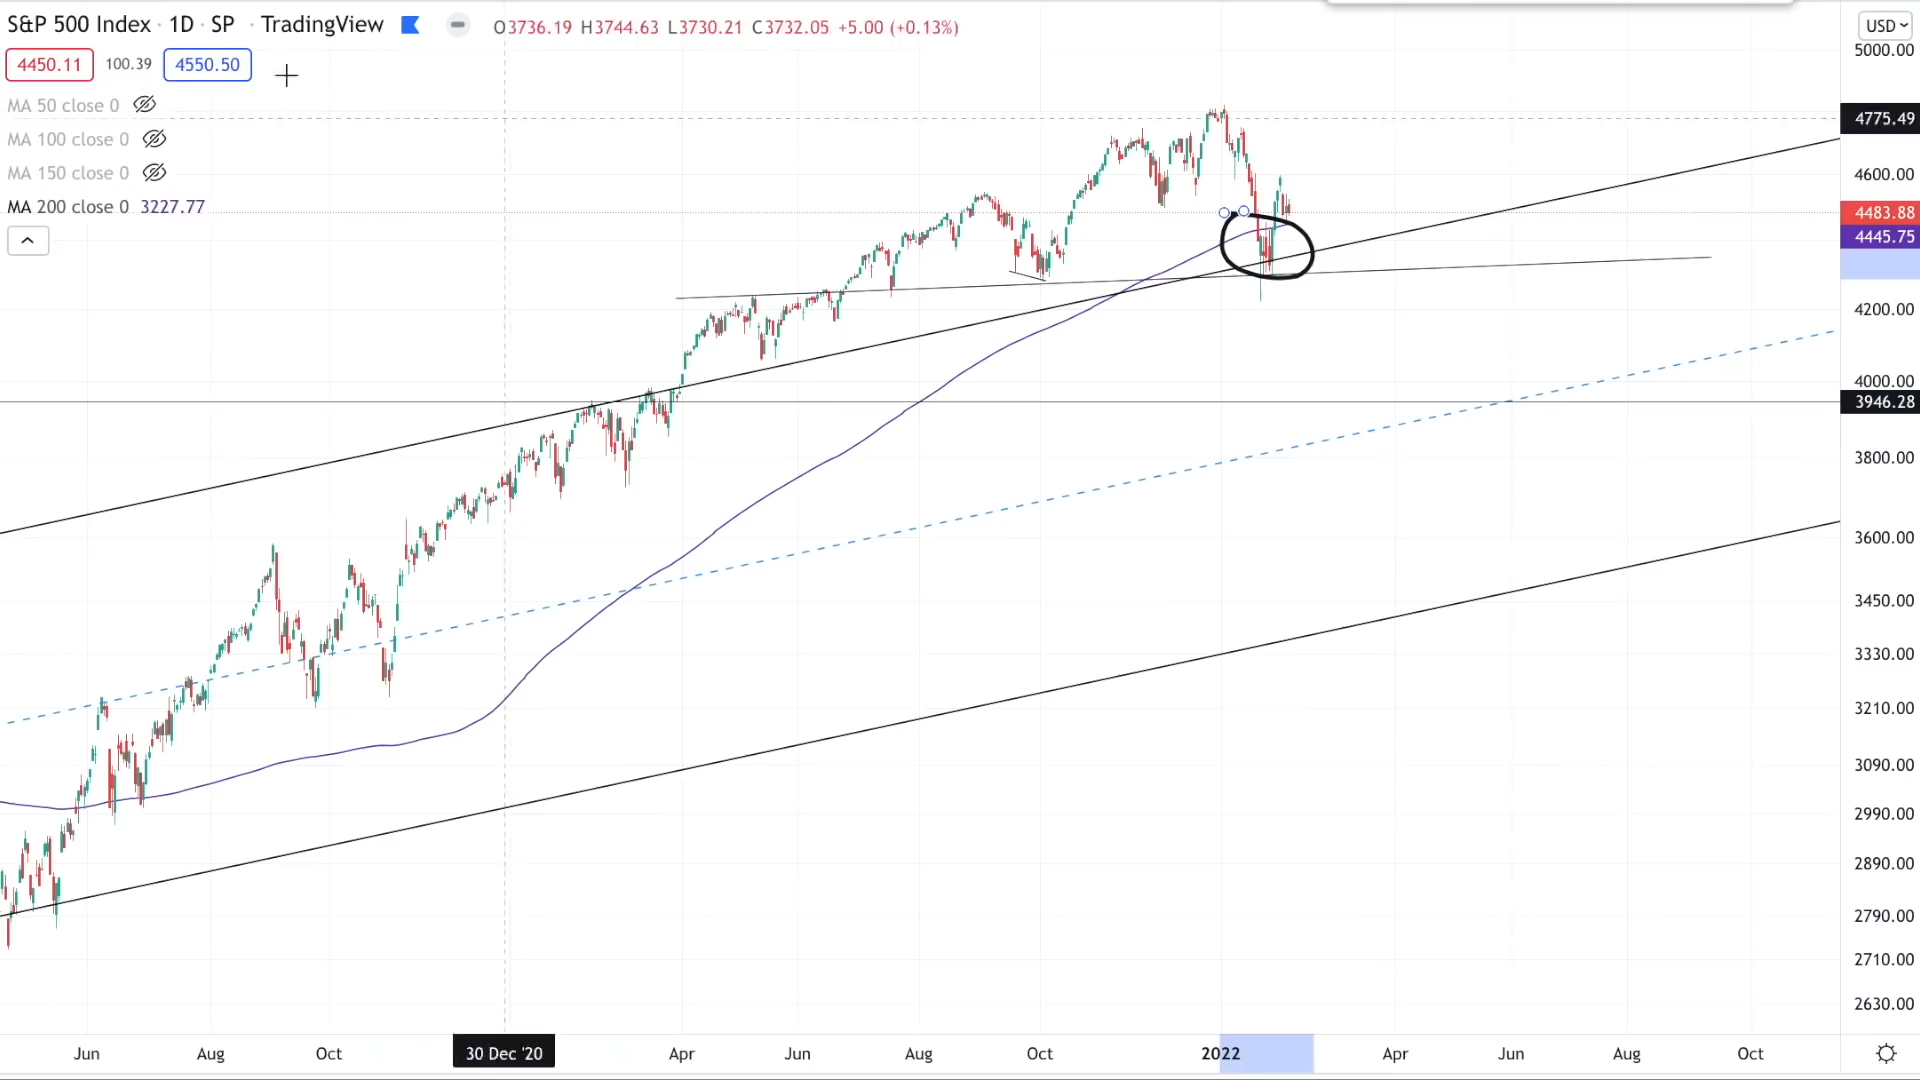 S&P 500 Index · 1D · SP · TradingView O3736.19 H3744.63 L3730.21 C3732.05 +5.00 (+0.13%)
USD
4450.11 100.39 4550.50
MA 50 close 0
MA 100 close 0
MA 150 close 0
MA 200 close 0 3227.77
5000.00
4775.49
4600.00
4483.88
4445.75
4200.00
4000.00
3946.28
3800.00
3600.00
3450.00
3330.00
3210.00
3090.00
2990.00
2890.00
2790.00
2710.00
2630.00
Jun Aug Oct 30 Dec '20 Apr Jun Aug Oct 2022 Apr Jun Aug Oct